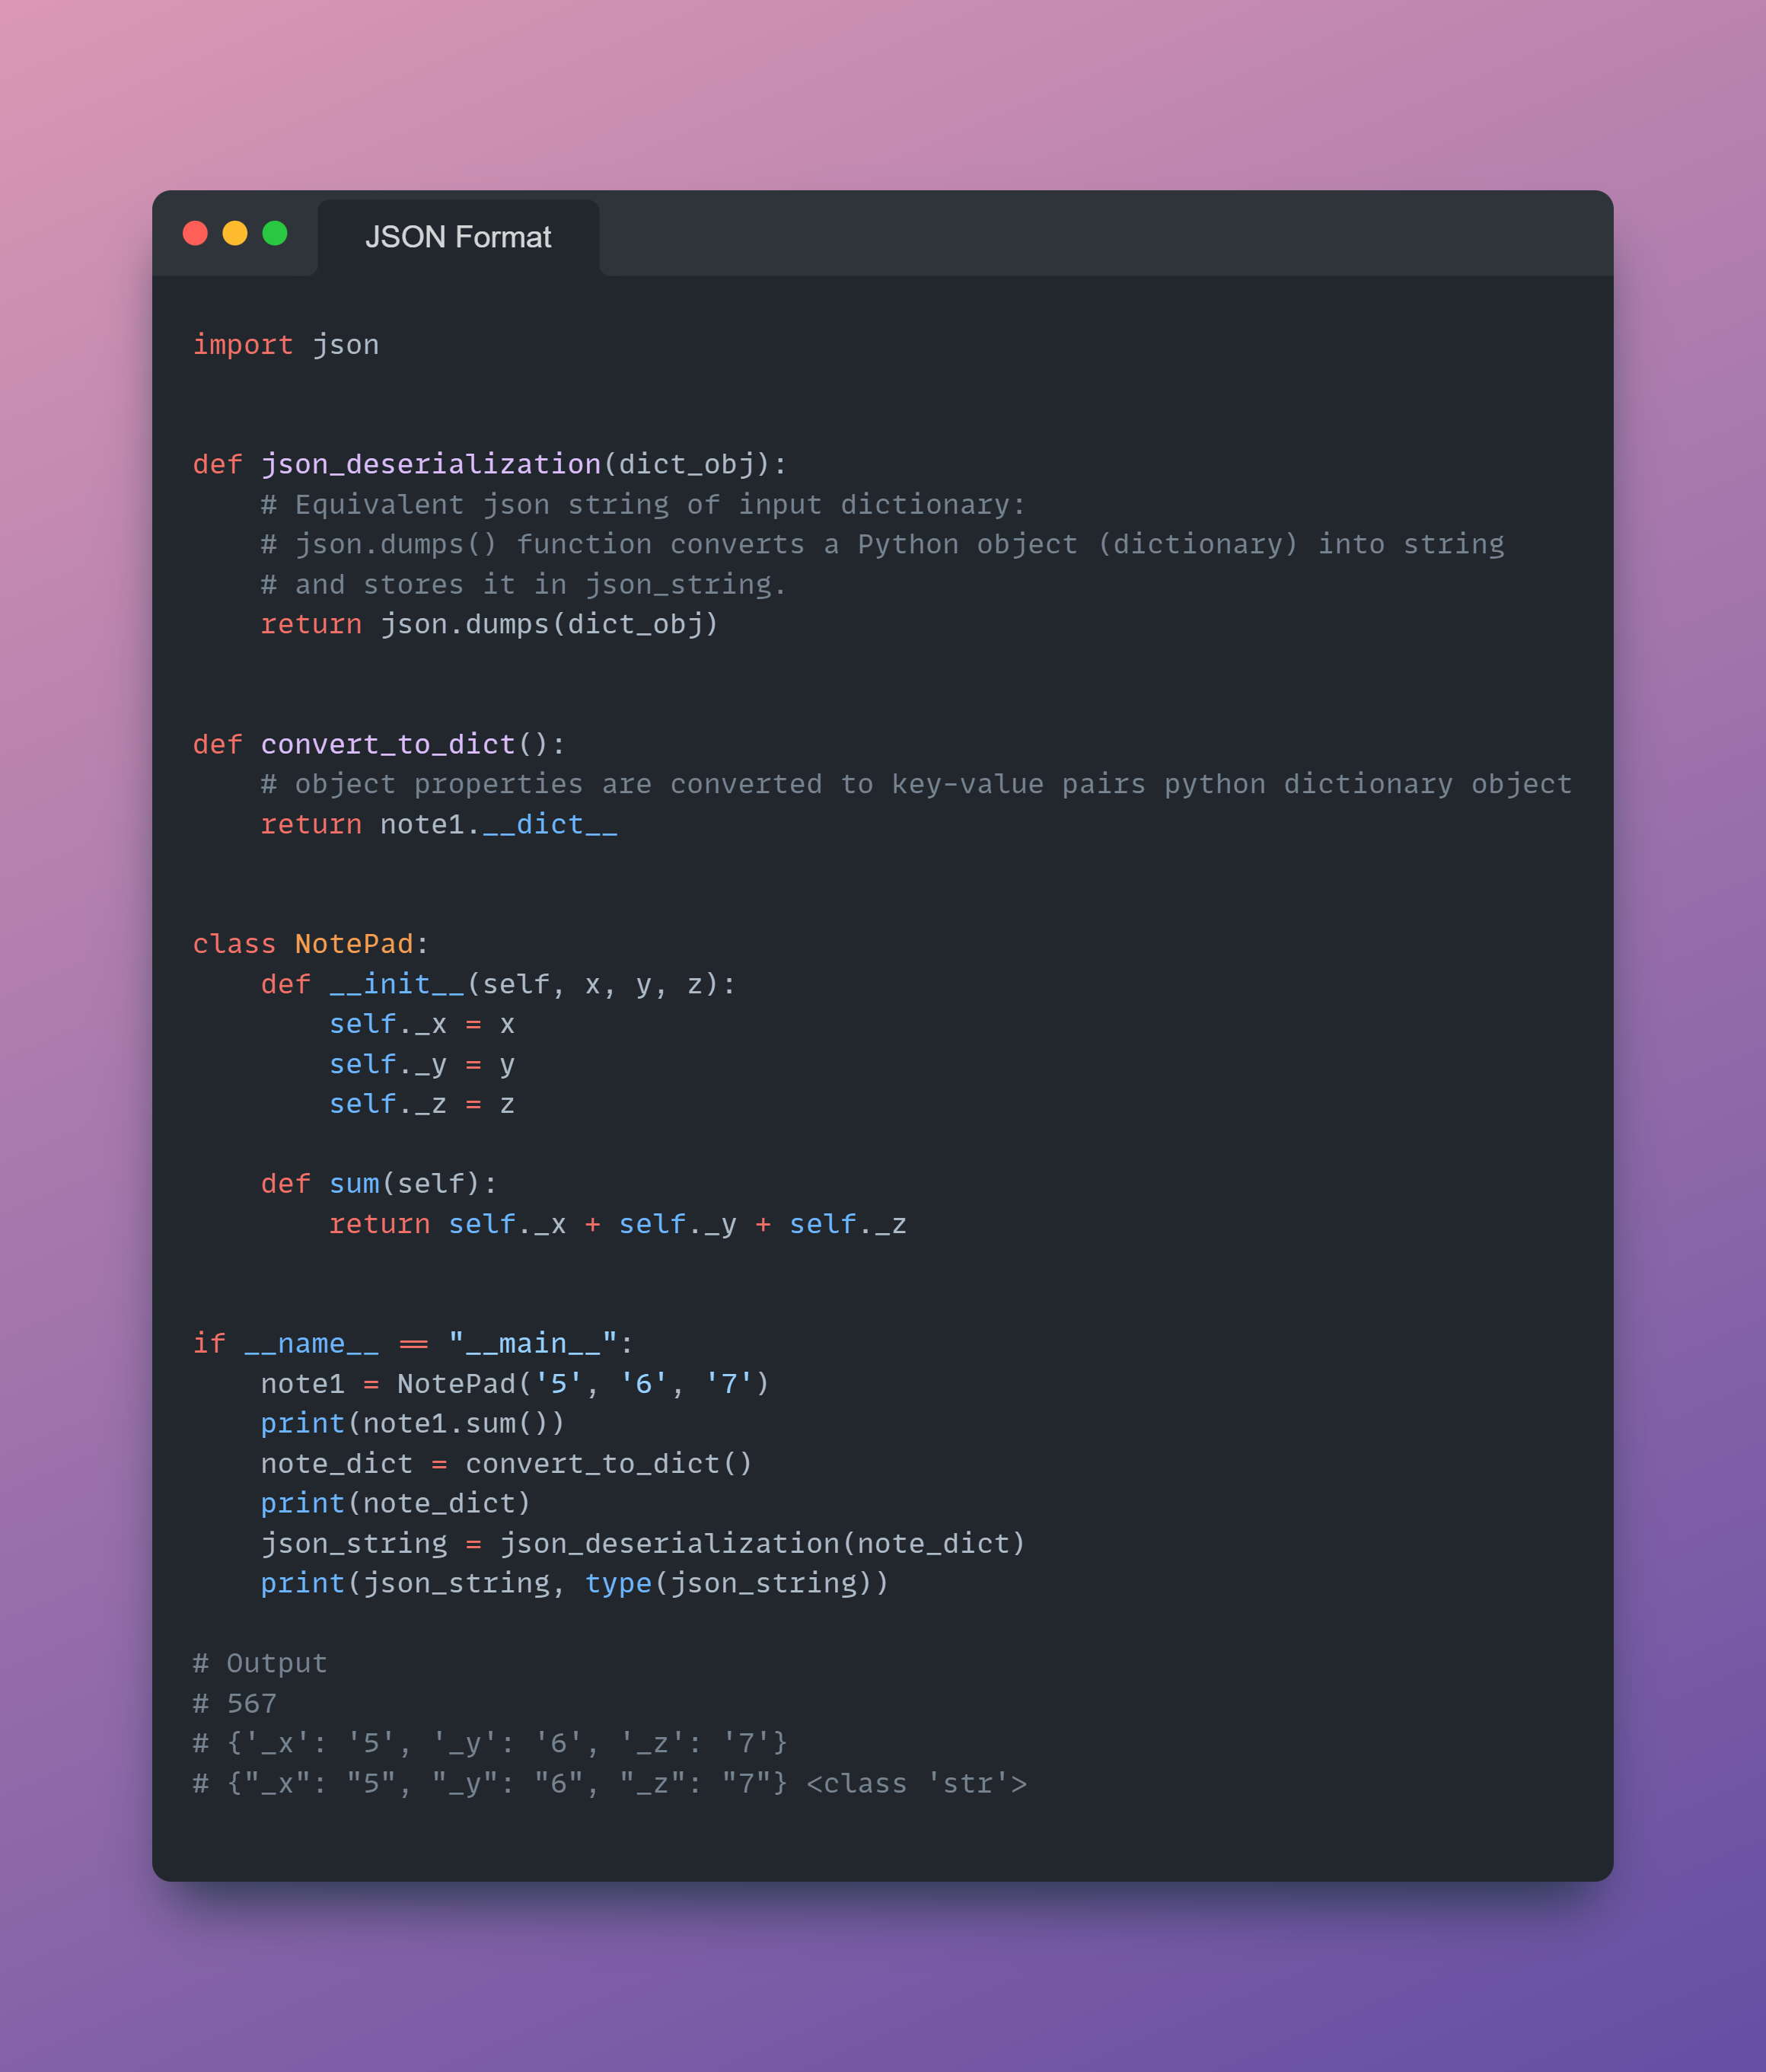 JSON Format
import json
def json_deserialization(dict_obj):
    # Equivalent json string of input dictionary:
    # json.dumps() function converts a Python object (dictionary) into string
    # and stores it in json_string.
    return json.dumps(dict_obj)
def convert_to_dict():
    # object properties are converted to key-value pairs python dictionary object
    return note1.__dict__
class NotePad:
    def __init__(self, x, y, z):
        self._x = x
        self._y = y
        self._z = z
    def sum(self):
        return self._x + self._y + self._z
if __name__ == "__main__":
    note1 = NotePad('5', '6', '7')
    print(note1.sum())
    note_dict = convert_to_dict()
    print(note_dict)
    json_string = json_deserialization(note_dict)
    print(json_string, type(json_string))
# Output
# 567
# {'_x': '5', '_y': '6', '_z': '7'}
# {"_x": "5", "_y": "6", "_z": "7"} <class 'str'>